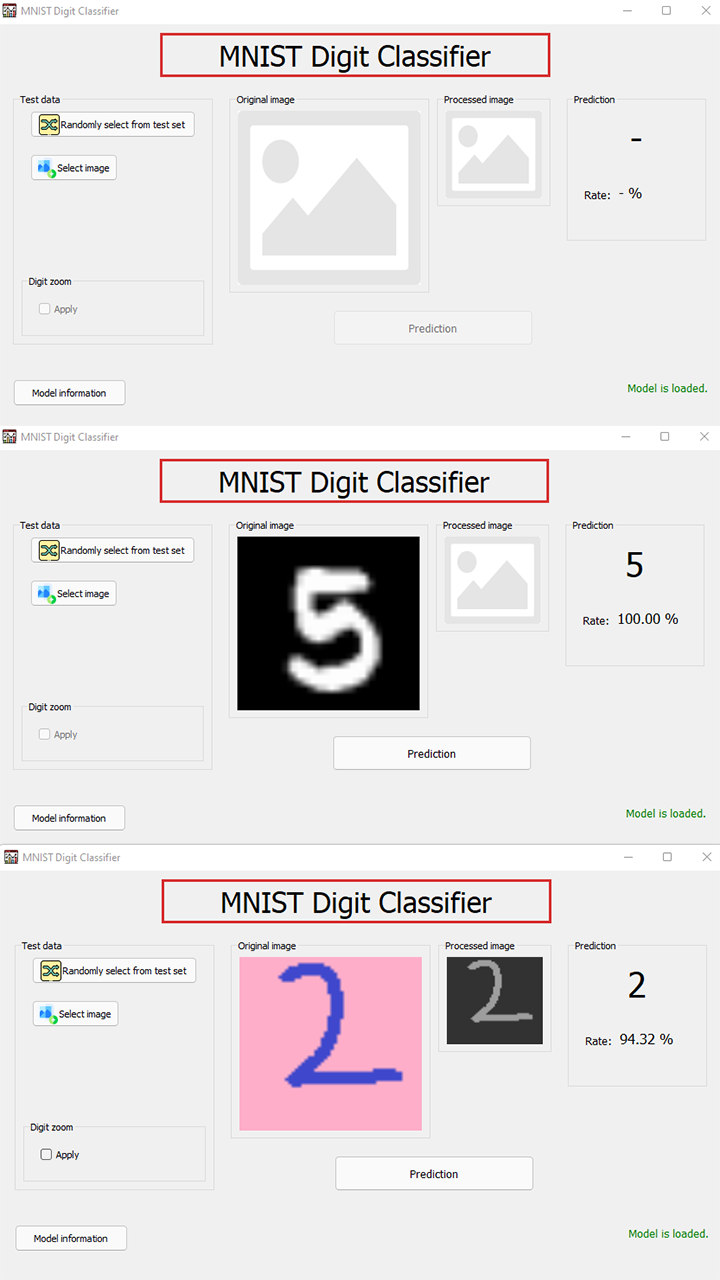 MNIST Digit Classifier
MNIST Digit Classifier
Test data
Original image
Processed image
Prediction
Randomly select from test set
-
Select image
Rate: - %
Digit zoom
Apply
Prediction
Model information
Model is loaded.
MNIST Digit Classifier
MNIST Digit Classifier
Test data
Original image
Processed image
Prediction
Randomly select from test set
5
5
Select image
Rate: 100.00 %
Digit zoom
Apply
Prediction
Model information
Model is loaded.
MNIST Digit Classifier
MNIST Digit Classifier
Test data
Original image
Processed image
Prediction
Randomly select from test set
2
2
2
Select image
Rate: 94.32 %
Digit zoom
Apply
Prediction
Model information
Model is loaded.